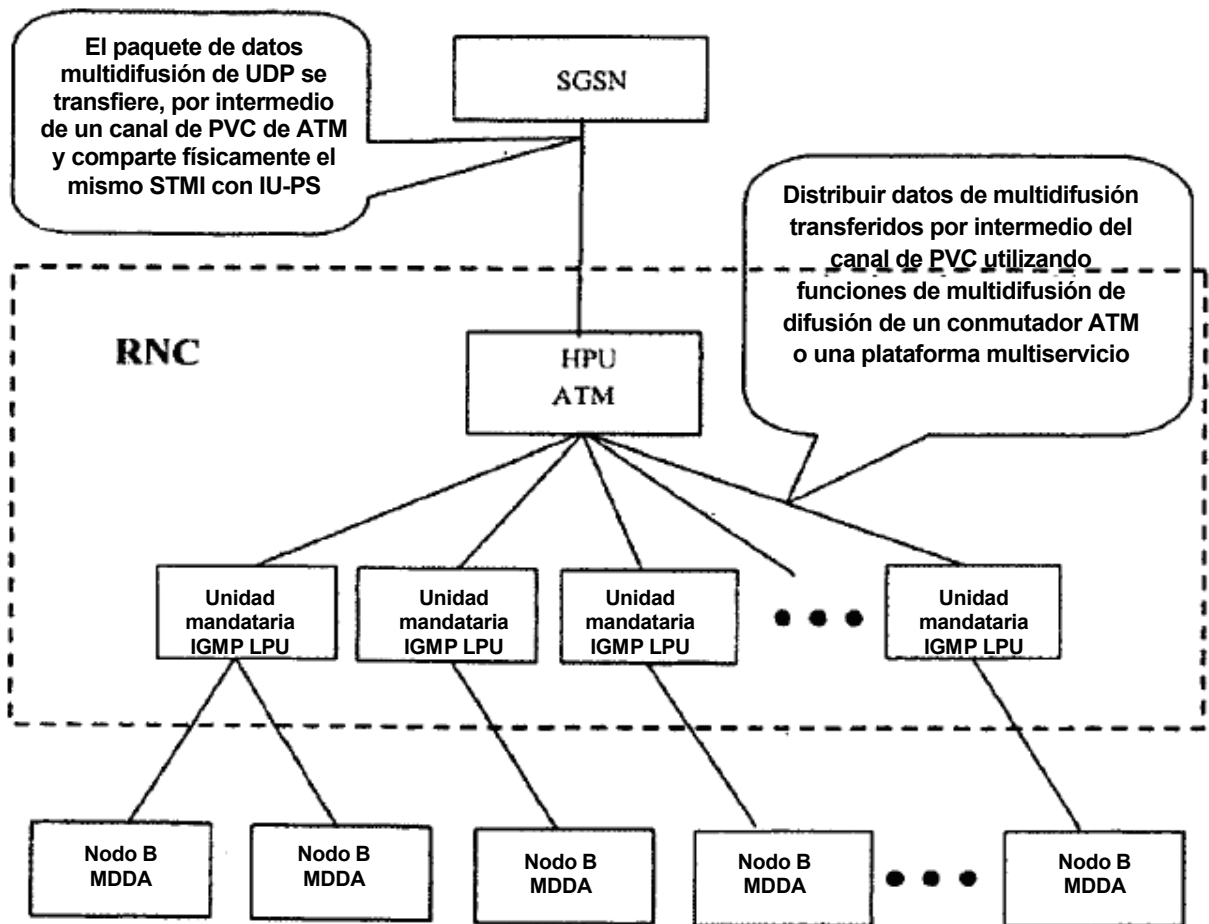 El paquete de datos
multidifusión de UDP se
transfiere, por intermedio
de un canal de PVC de ATM
y comparte físicamente el
mismo STMI con IU-PS
SGSN
Distribuir datos de multidifusión
transferidos por intermedio del
canal de PVC utilizando
funciones de multidifusión de
difusión de un conmutador ATM
o una plataforma multiservicio
RNC
HPU
ATM
Unidad
mandataria
IGMP LPU
Unidad
mandataria
IGMP LPU
Unidad
mandataria
IGMP LPU
Unidad
mandataria
IGMP LPU
Nodo B
MDDA
Nodo B
MDDA
Nodo B
MDDA
Nodo B
MDDA
Nodo B
MDDA